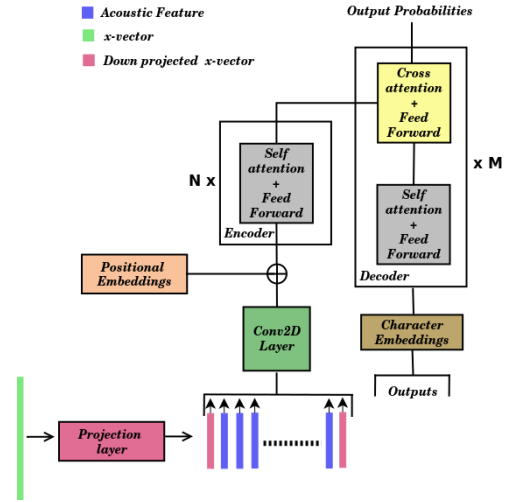 Acoustic Feature
x-vector
Down projected x-vector
Output Probabilities
Cross
attention
+
Feed
Forward
Self
attention
+
Feed
Forward
N x
Encoder
x M
Self
attention
+
Feed
Forward
Decoder
Positional
Embeddings
Conv2D
Layer
Character
Embeddings
Outputs
Projection
layer